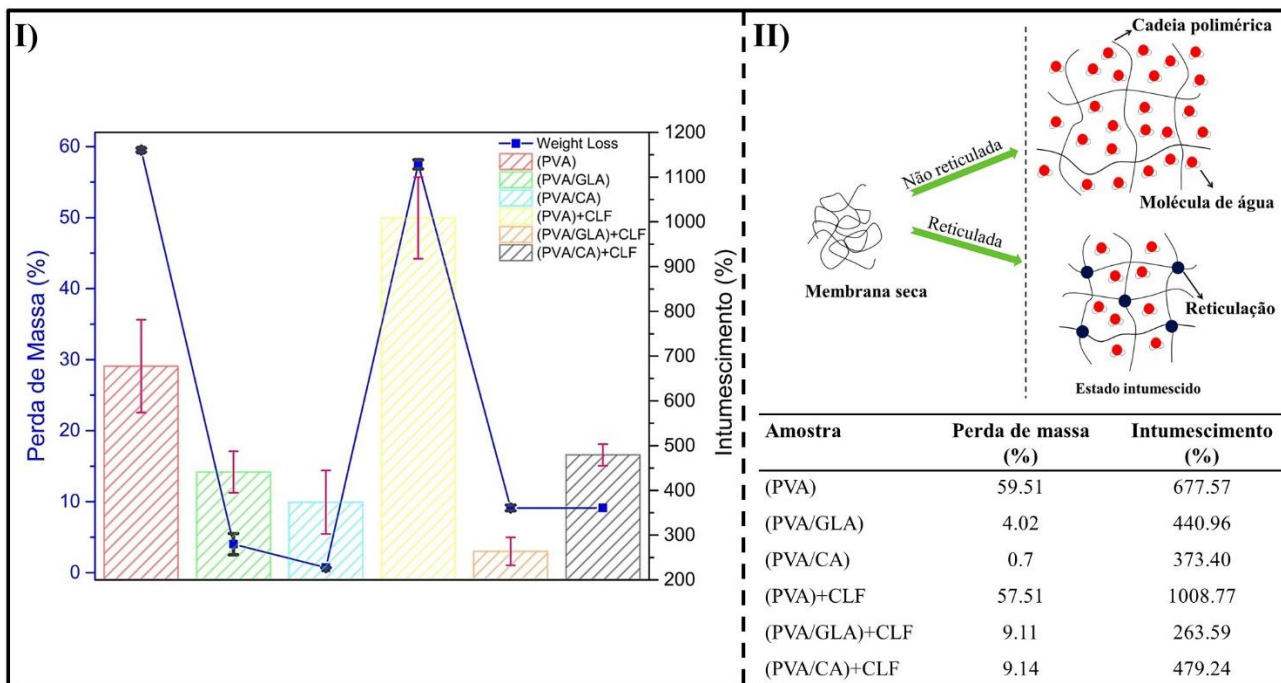 I)
Perda de Massa (%)
60
50
40
30
20
10
0
Weight Loss
(PVA)
(PVA/GLA)
(PVA/CA)
(PVA)+CLF
(PVA/GLA)+CLF
(PVA/CA)+CLF
1200
1100
1000
900
800
700
600
500
400
300
200
Intumescimento (%)
II)
Cadeia polimérica
Não reticulada
Molécula de água
Reticulada
Membrana seca
Reticulação
Estado intumescido
Amostra Perda de massa Intumescimento
(%) (%)
(PVA) 59.51 677.57
(PVA/GLA) 4.02 440.96
(PVA/CA) 0.7 373.40
(PVA)+CLF 57.51 1008.77
(PVA/GLA)+CLF 9.11 263.59
(PVA/CA)+CLF 9.14 479.24